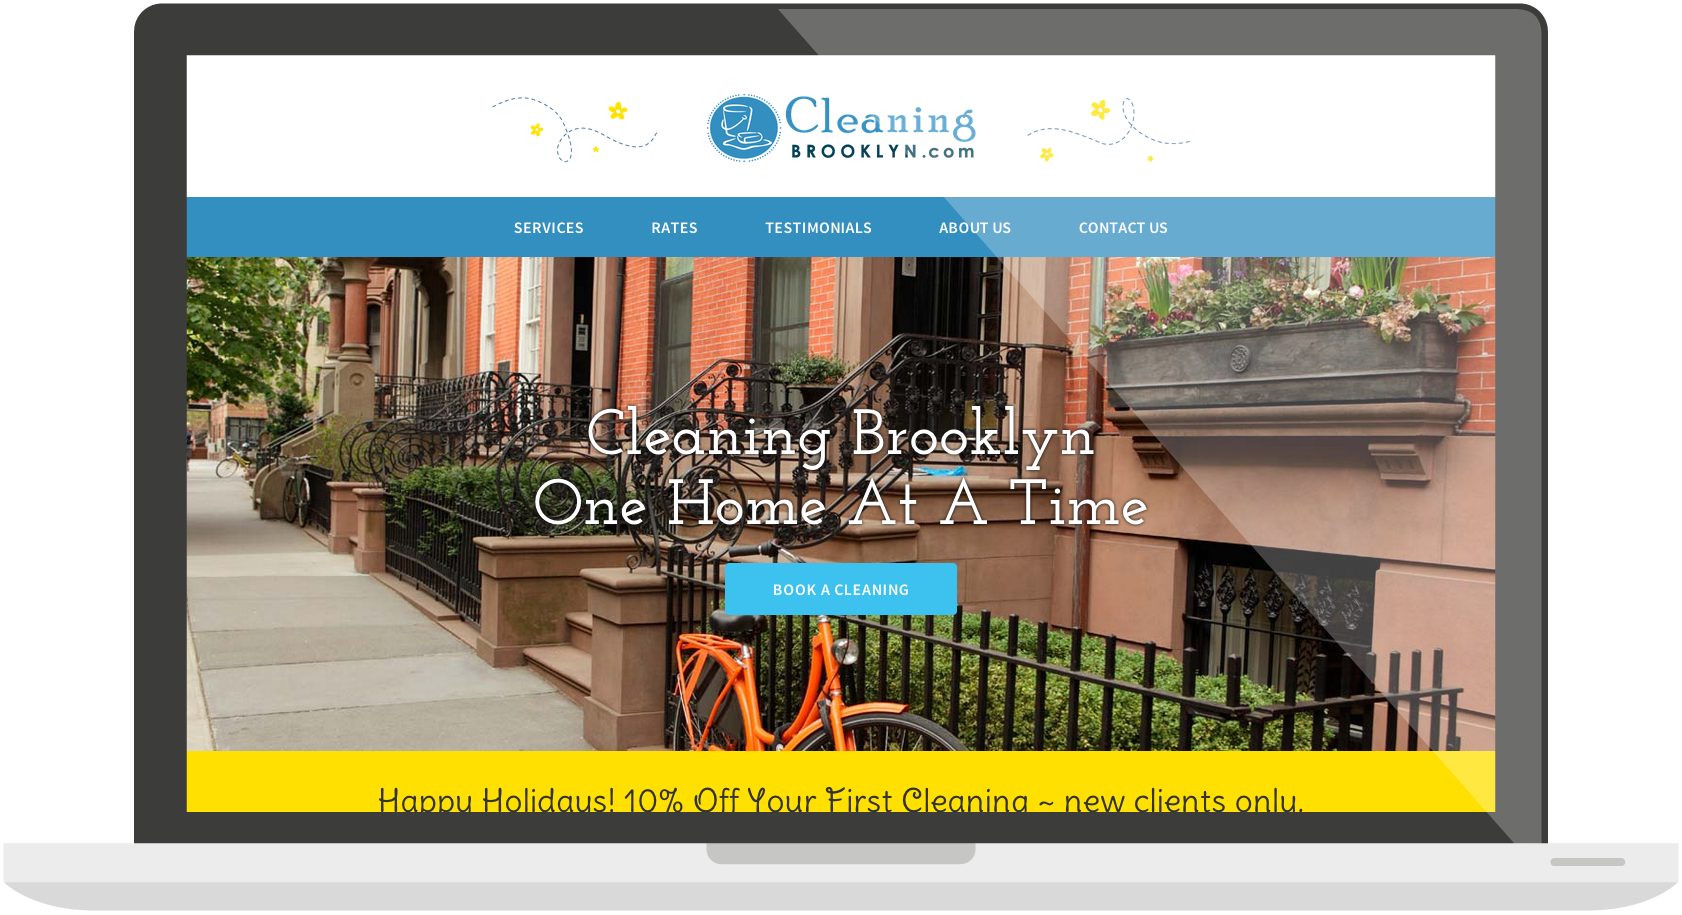 Cleaning
BROOKLYN.com
SERVICES RATES TESTIMONIALS ABOUT US CONTACT US
Cleaning Brooklyn
One Home At A Time
BOOK A CLEANING
Happy Holidays! 10% Off Your First Cleaning ~ new clients only.